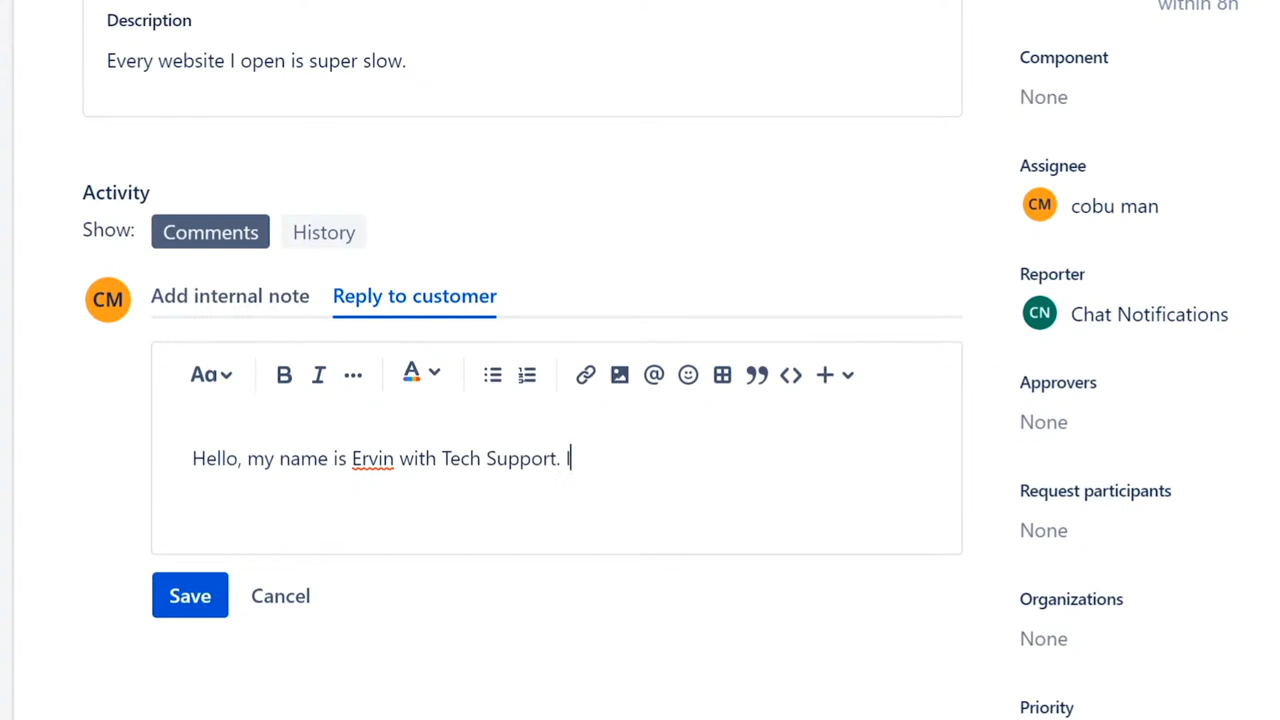 within 8h
Description
Every website I open is super slow.
Component
None
Assignee
CM cobu man
Activity
Show: Comments History
Reporter
CN Chat Notifications
CM Add internal note Reply to customer
Aa B I ... A @ <> +
Approvers
None
Hello, my name is Ervin with Tech Support. I
Request participants
None
Save Cancel
Organizations
None
Priority